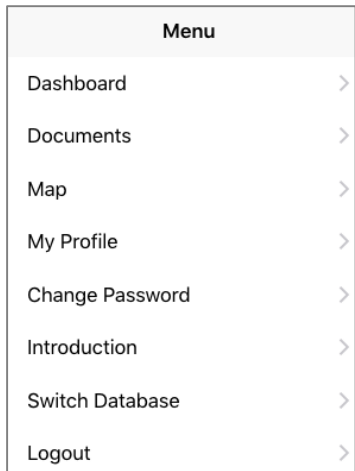 Menu
Dashboard
Documents
Map
My Profile
Change Password
Introduction
Switch Database
Logout